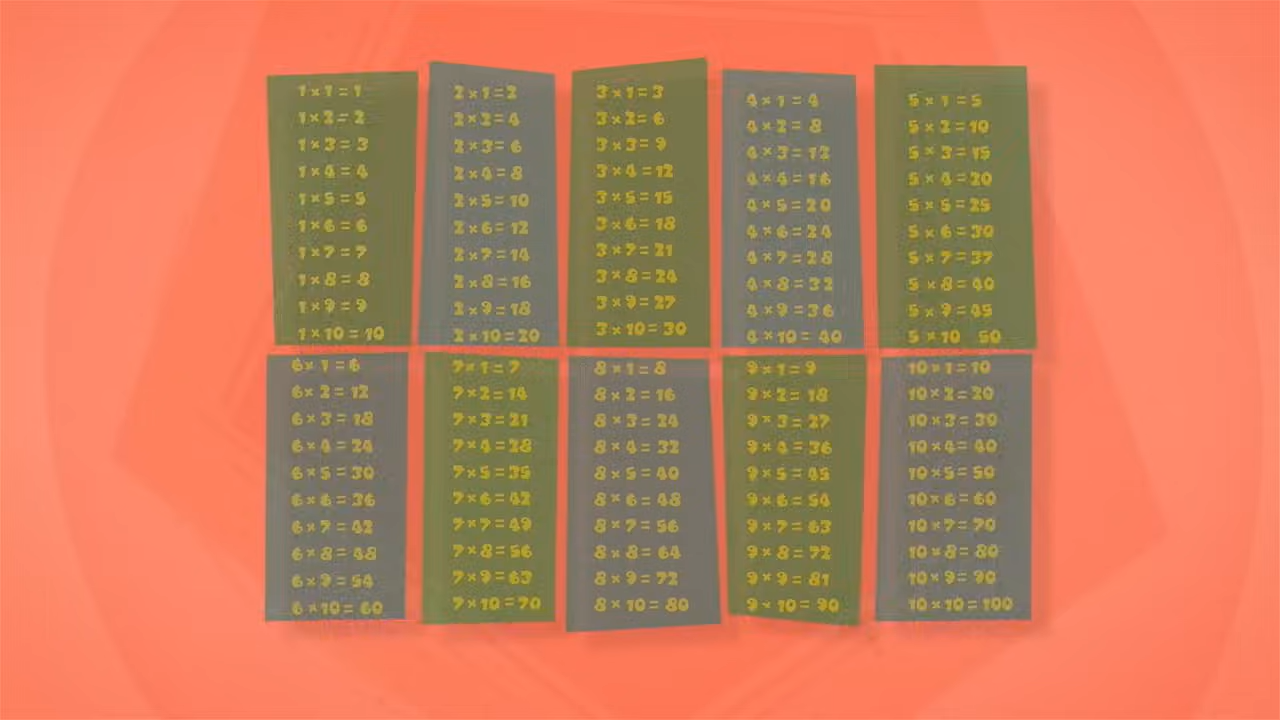 1 × 1 = 1
1 × 2 = 2
1 × 3 = 3
1 × 4 = 4
1 × 5 = 5
1 × 6 = 6
1 × 7 = 7
1 × 8 = 8
1 × 9 = 9
1 × 10 = 10
2 × 1 = 2
2 × 2 = 4
2 × 3 = 6
2 × 4 = 8
2 × 5 = 10
2 × 6 = 12
2 × 7 = 14
2 × 8 = 16
2 × 9 = 18
2 × 10 = 20
3 × 1 = 3
3 × 2 = 6
3 × 3 = 9
3 × 4 = 12
3 × 5 = 15
3 × 6 = 18
3 × 7 = 21
3 × 8 = 24
3 × 9 = 27
3 × 10 = 30
4 × 1 = 4
4 × 2 = 8
4 × 3 = 12
4 × 4 = 16
4 × 5 = 20
4 × 6 = 24
4 × 7 = 28
4 × 8 = 32
4 × 9 = 36
4 × 10 = 40
5 × 1 = 5
5 × 2 = 10
5 × 3 = 15
5 × 4 = 20
5 × 5 = 25
5 × 6 = 30
5 × 7 = 37
5 × 8 = 40
5 × 9 = 45
5 × 10 50
6 × 1 = 6
6 × 2 = 12
6 × 3 = 18
6 × 4 = 24
6 × 5 = 30
6 × 6 = 36
6 × 7 = 42
6 × 8 = 48
6 × 9 = 54
6 × 10 = 60
7 × 1 = 7
7 × 2 = 14
7 × 3 = 21
7 × 4 = 28
7 × 5 = 35
7 × 6 = 42
7 × 7 = 49
7 × 8 = 56
7 × 9 = 63
7 × 10 = 70
8 × 1 = 8
8 × 2 = 16
8 × 3 = 24
8 × 4 = 32
8 × 5 = 40
8 × 6 = 48
8 × 7 = 56
8 × 8 = 64
8 × 9 = 72
8 × 10 = 80
9 × 1 = 9
9 × 2 = 18
9 × 3 = 27
9 × 4 = 36
9 × 5 = 45
9 × 6 = 54
9 × 7 = 63
9 × 8 = 72
9 × 9 = 81
9 × 10 = 90
10 × 1 = 10
10 × 2 = 20
10 × 3 = 30
10 × 4 = 40
10 × 5 = 50
10 × 6 = 60
10 × 7 = 70
10 × 8 = 80
10 × 9 = 90
10 × 10 = 100